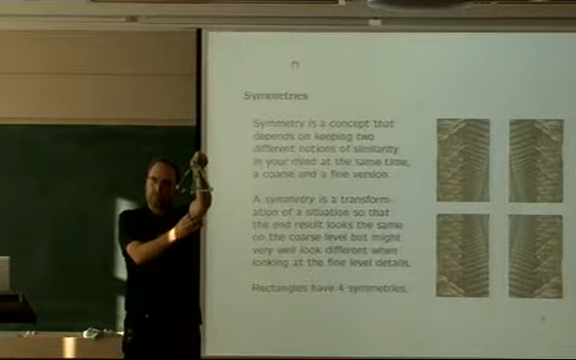 Symmetries
Symmetry is a concept that
depends on keeping two
different notions of similarity
in your mind at the same time,
a coarse and a fine version.
A symmetry is a transform-
ation of a situation so that
the end result looks the same
on the coarse level but might
very well look different when
looking at the fine level details.
Rectangles have 4 symmetries.